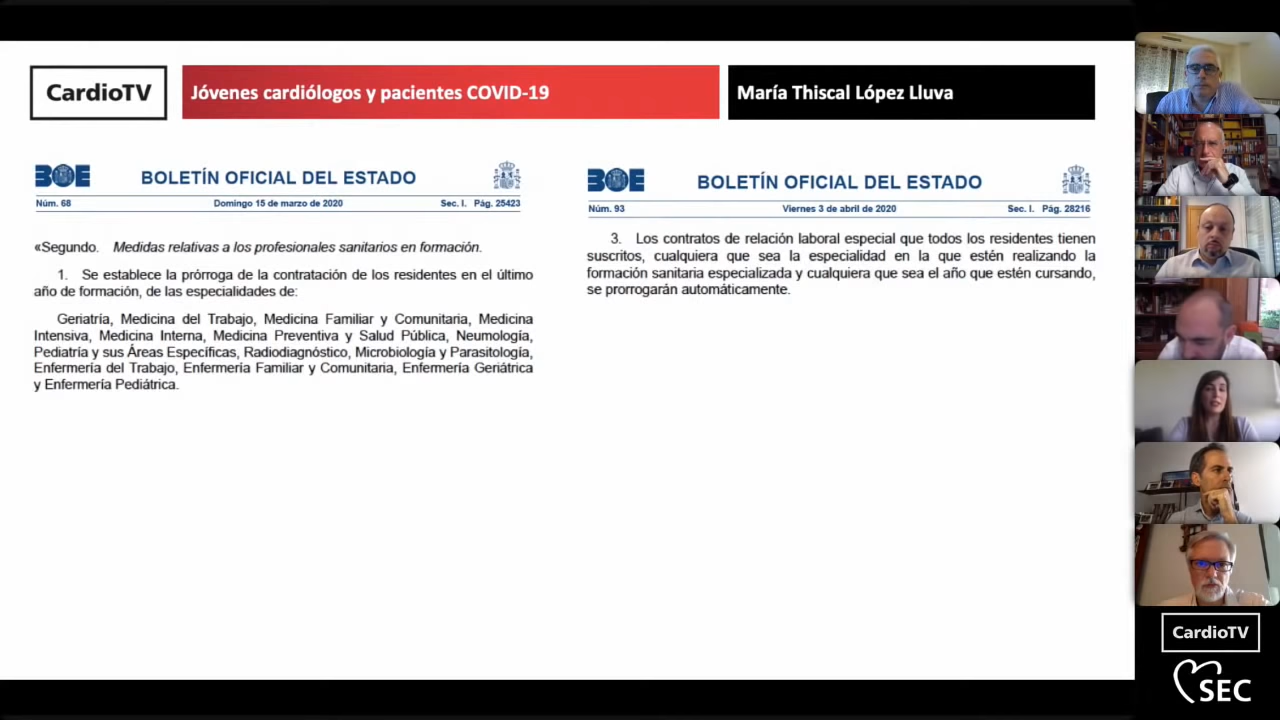 CardioTV
Jóvenes cardiólogos y pacientes COVID-19
María Thiscal López Lluva
BOE
BOLETÍN OFICIAL DEL ESTADO
Núm. 68
Domingo 15 de marzo de 2020
Sec. I. Pág. 25423
«Segundo. Medidas relativas a los profesionales sanitarios en formación.
1. Se establece la prórroga de la contratación de los residentes en el último
año de formación, de las especialidades de:
Geriatría, Medicina del Trabajo, Medicina Familiar y Comunitaria, Medicina
Intensiva, Medicina Interna, Medicina Preventiva y Salud Pública, Neumología,
Pediatría y sus Áreas Específicas, Radiodiagnóstico, Microbiología y Parasitología,
Enfermería del Trabajo, Enfermería Familiar y Comunitaria, Enfermería Geriátrica
y Enfermería Pediátrica.
BOE
BOLETÍN OFICIAL DEL ESTADO
Núm. 93
Viernes 3 de abril de 2020
Sec. I. Pág. 28216
3. Los contratos de relación laboral especial que todos los residentes tienen
suscritos, cualquiera que sea la especialidad en la que estén realizando la
formación sanitaria especializada y cualquiera que sea el año que estén cursando,
se prorrogarán automáticamente.
CardioTV
SEC